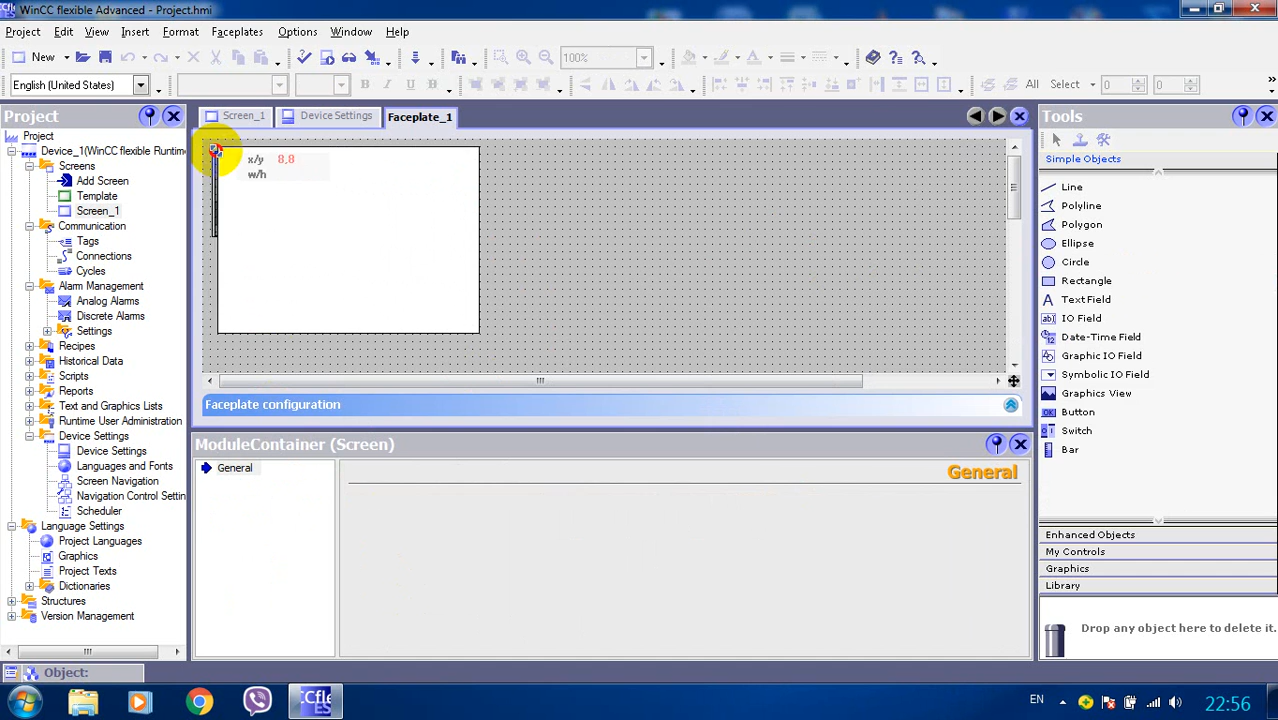 WinCC flexible Advanced - Project.hmi
Project Edit View Insert Format Faceplates Options Window Help
New 100%
English (United States) B I U All Select 0 0
Project
Screen_1 Device Settings Faceplate_1
Tools
Project
Device_1(WinCC flexible Runtime
Screens
Add Screen
Template
Screen_1
Communication
Tags
Connections
Cycles
Alarm Management
Analog Alarms
Discrete Alarms
Settings
Recipes
Historical Data
Scripts
Reports
Text and Graphics Lists
Runtime User Administration
Device Settings
Device Settings
Languages and Fonts
Screen Navigation
Navigation Control Settin
Scheduler
Language Settings
Project Languages
Graphics
Project Texts
Dictionaries
Structures
Version Management
x/y 8,8
w/h
Faceplate configuration
ModuleContainer (Screen)
General
General
Simple Objects
Line
Polyline
Polygon
Ellipse
Circle
Rectangle
Text Field
IO Field
Date-Time Field
Graphic IO Field
Symbolic IO Field
Graphics View
Button
Switch
Bar
Enhanced Objects
My Controls
Graphics
Library
Drop any object here to delete it.
Object:
EN 22:56